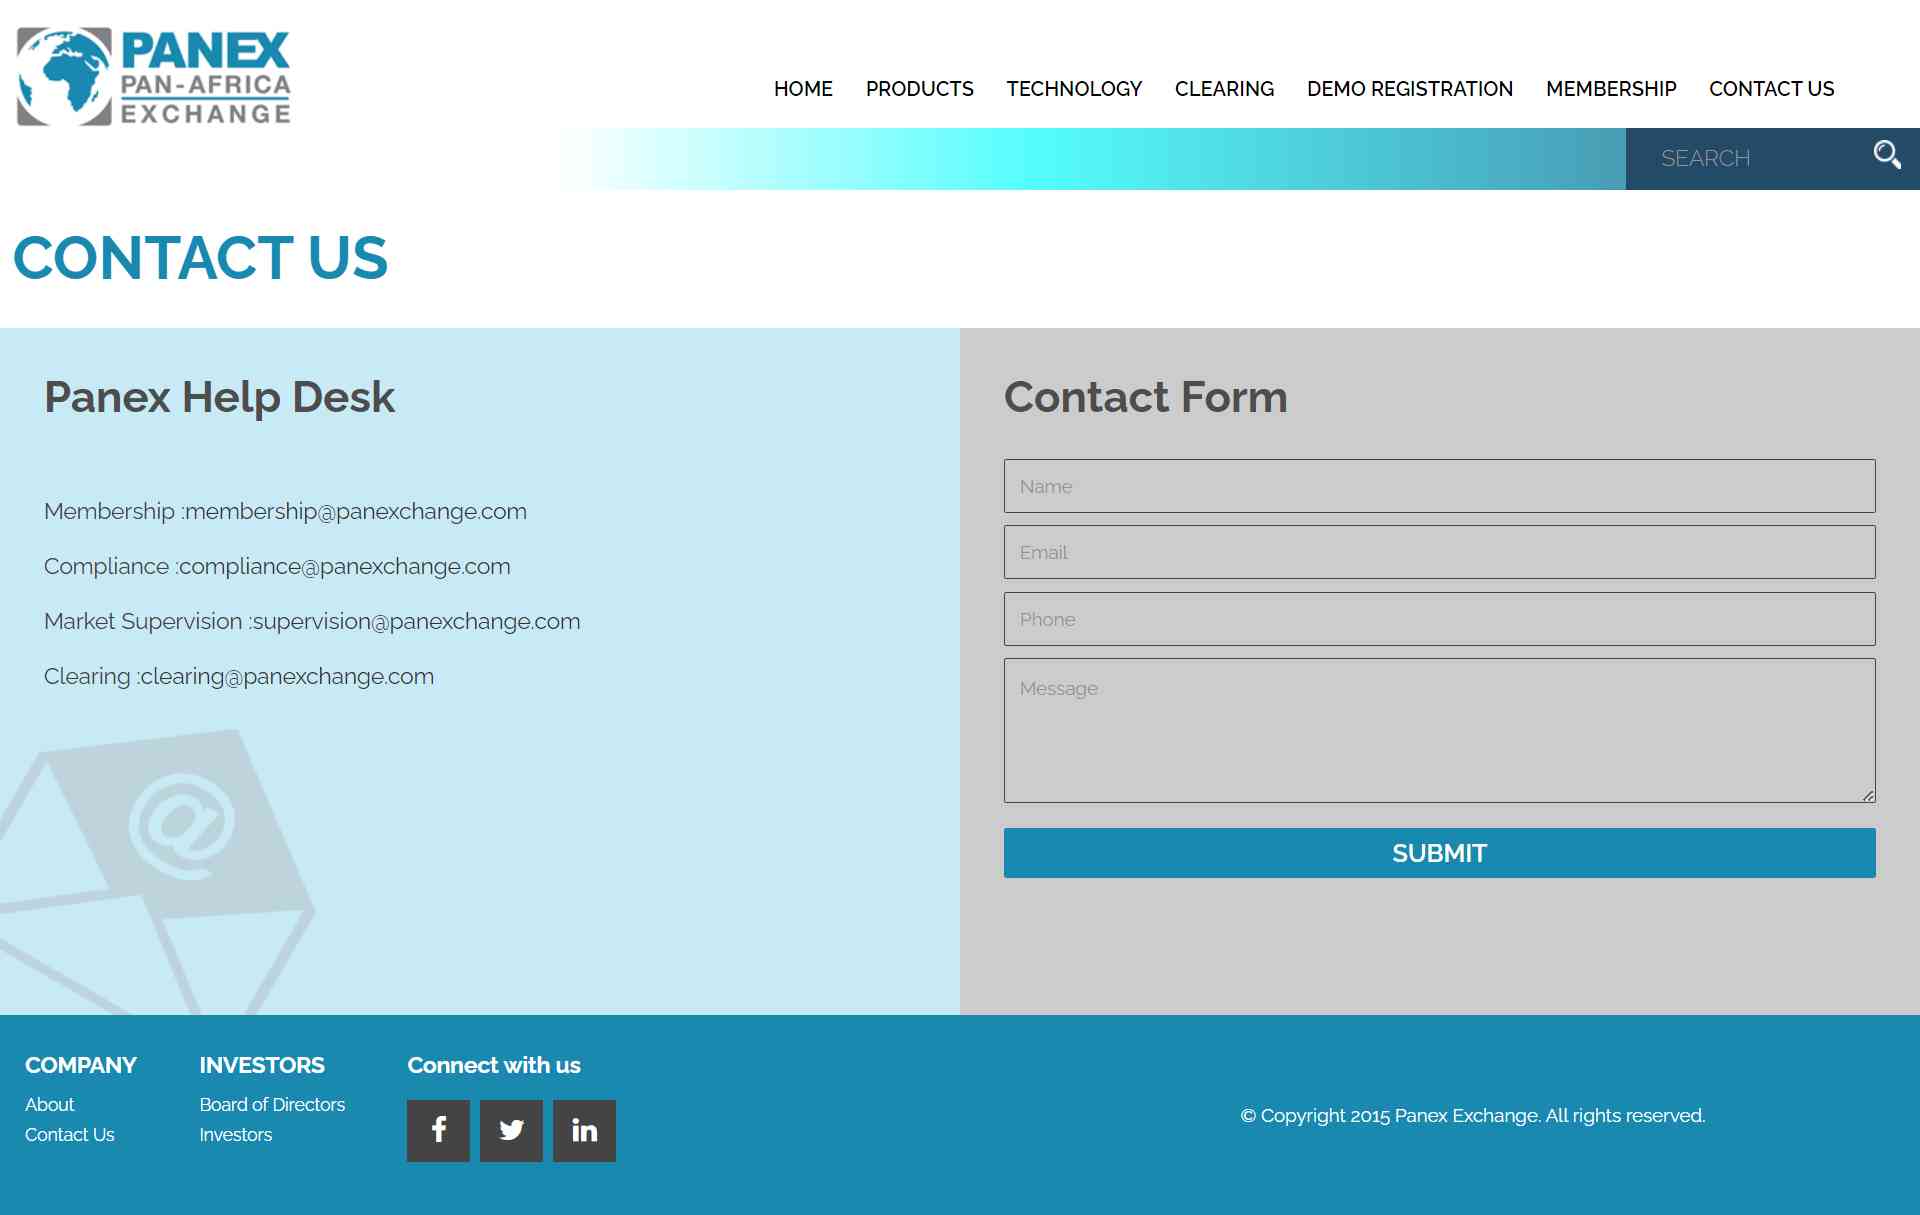 PANEX
PAN-AFRICA
EXCHANGE
HOME PRODUCTS TECHNOLOGY CLEARING DEMO REGISTRATION MEMBERSHIP CONTACT US
SEARCH
CONTACT US
Panex Help Desk
Membership :membership@panexchange.com
Compliance :compliance@panexchange.com
Market Supervision :supervision@panexchange.com
Clearing :clearing@panexchange.com
@
Contact Form
Name
Email
Phone
Message
SUBMIT
COMPANY
About
Contact Us
INVESTORS
Board of Directors
Investors
Connect with us
© Copyright 2015 Panex Exchange. All rights reserved.